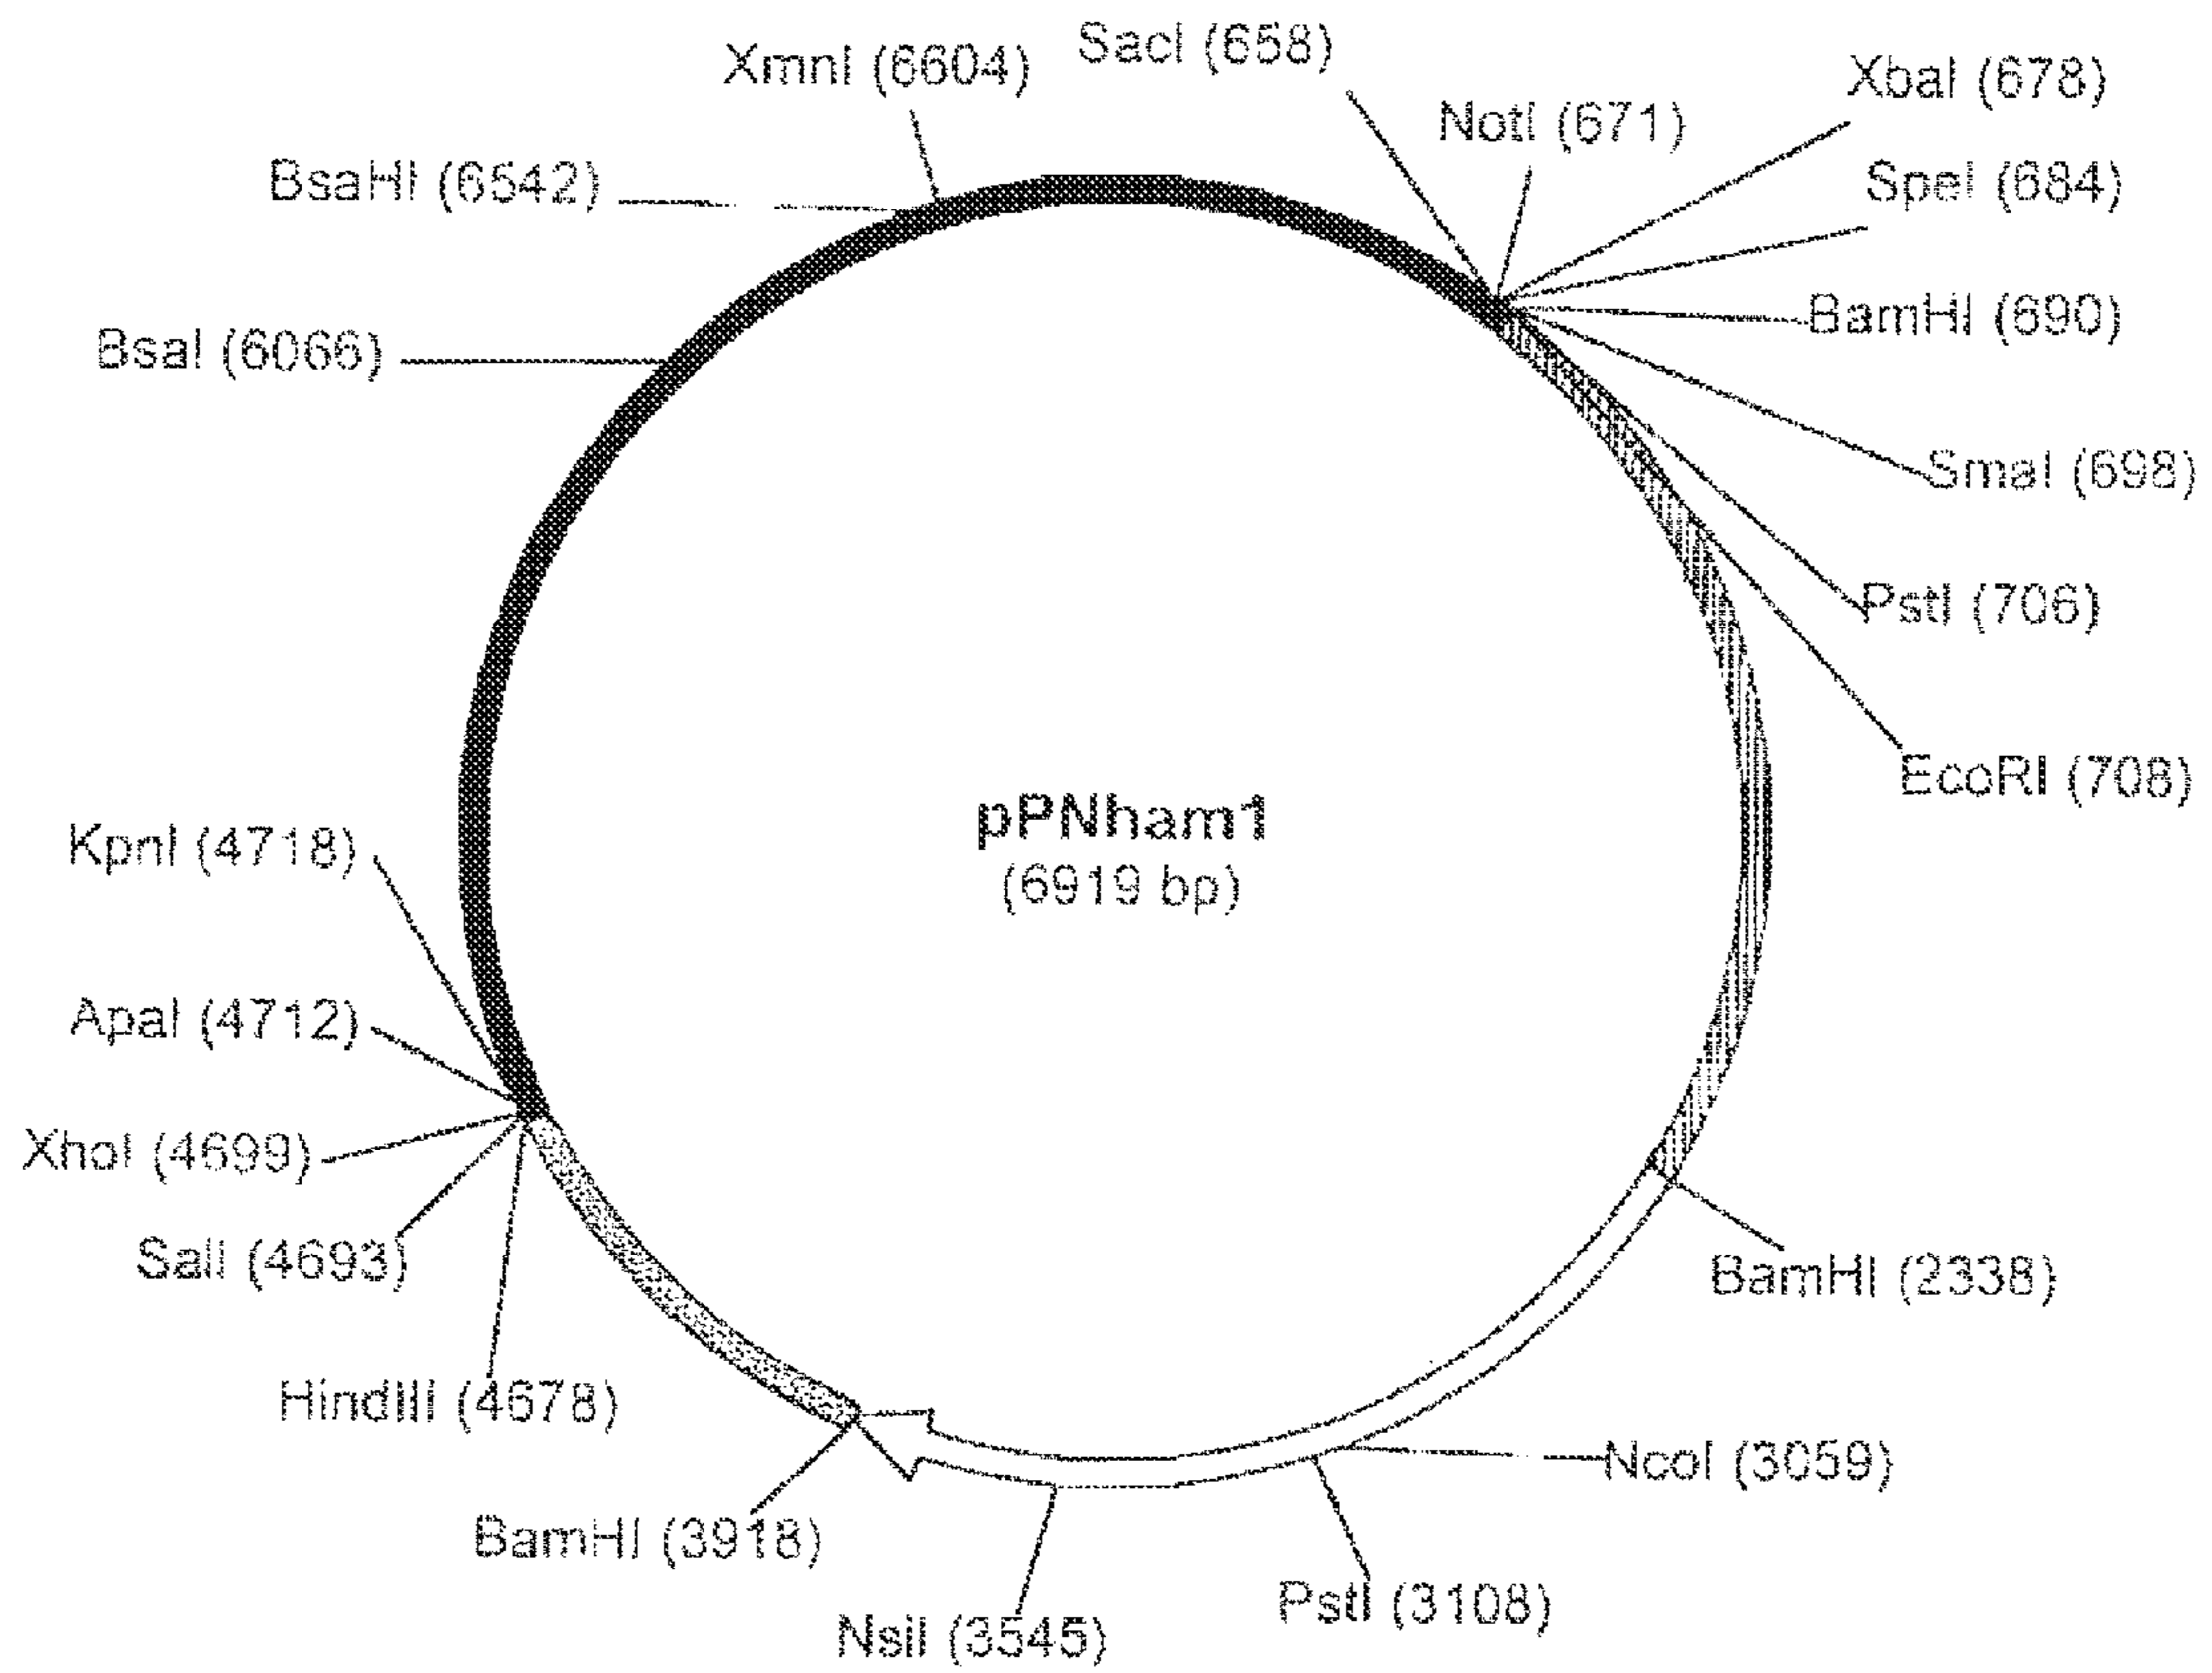 XmnI (6604)
SacI (658)
NotI (671)
XbaI (678)
BsaHI (6542)
SpeI (684)
BamHI (690)
BsaI (6066)
SmaI (698)
PstI (706)
EcoRI (708)
pPNham1
(6919 bp)
KpnI (4718)
ApaI (4712)
XhoI (4699)
SalI (4693)
BamHI (2338)
HindIII (4678)
NcoI (3059)
BamHI (3918)
PstI (3108)
NsiI (3545)